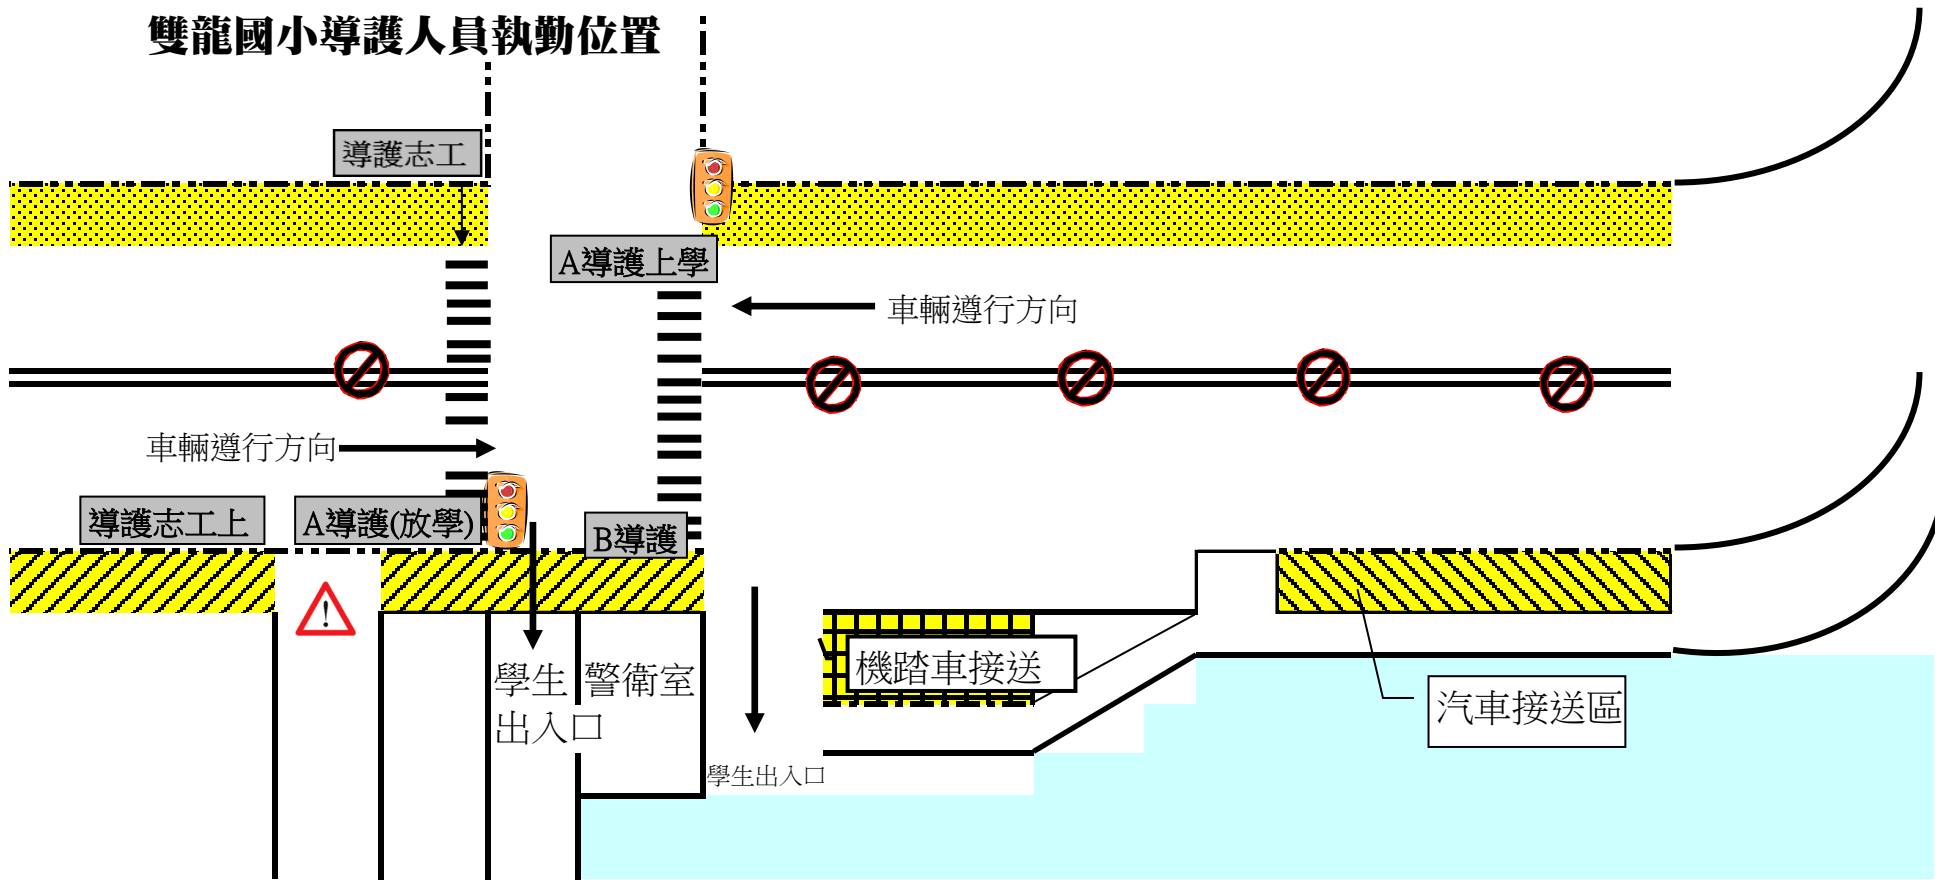 雙龍國小導護人員執勤位置
導護志工
A導護上學
車輛遵行方向
車輛遵行方向
導護志工上
A導護(放學)
B導護
!
學生
出入口
警衛室
機踏車接送
汽車接送區
學生出入口